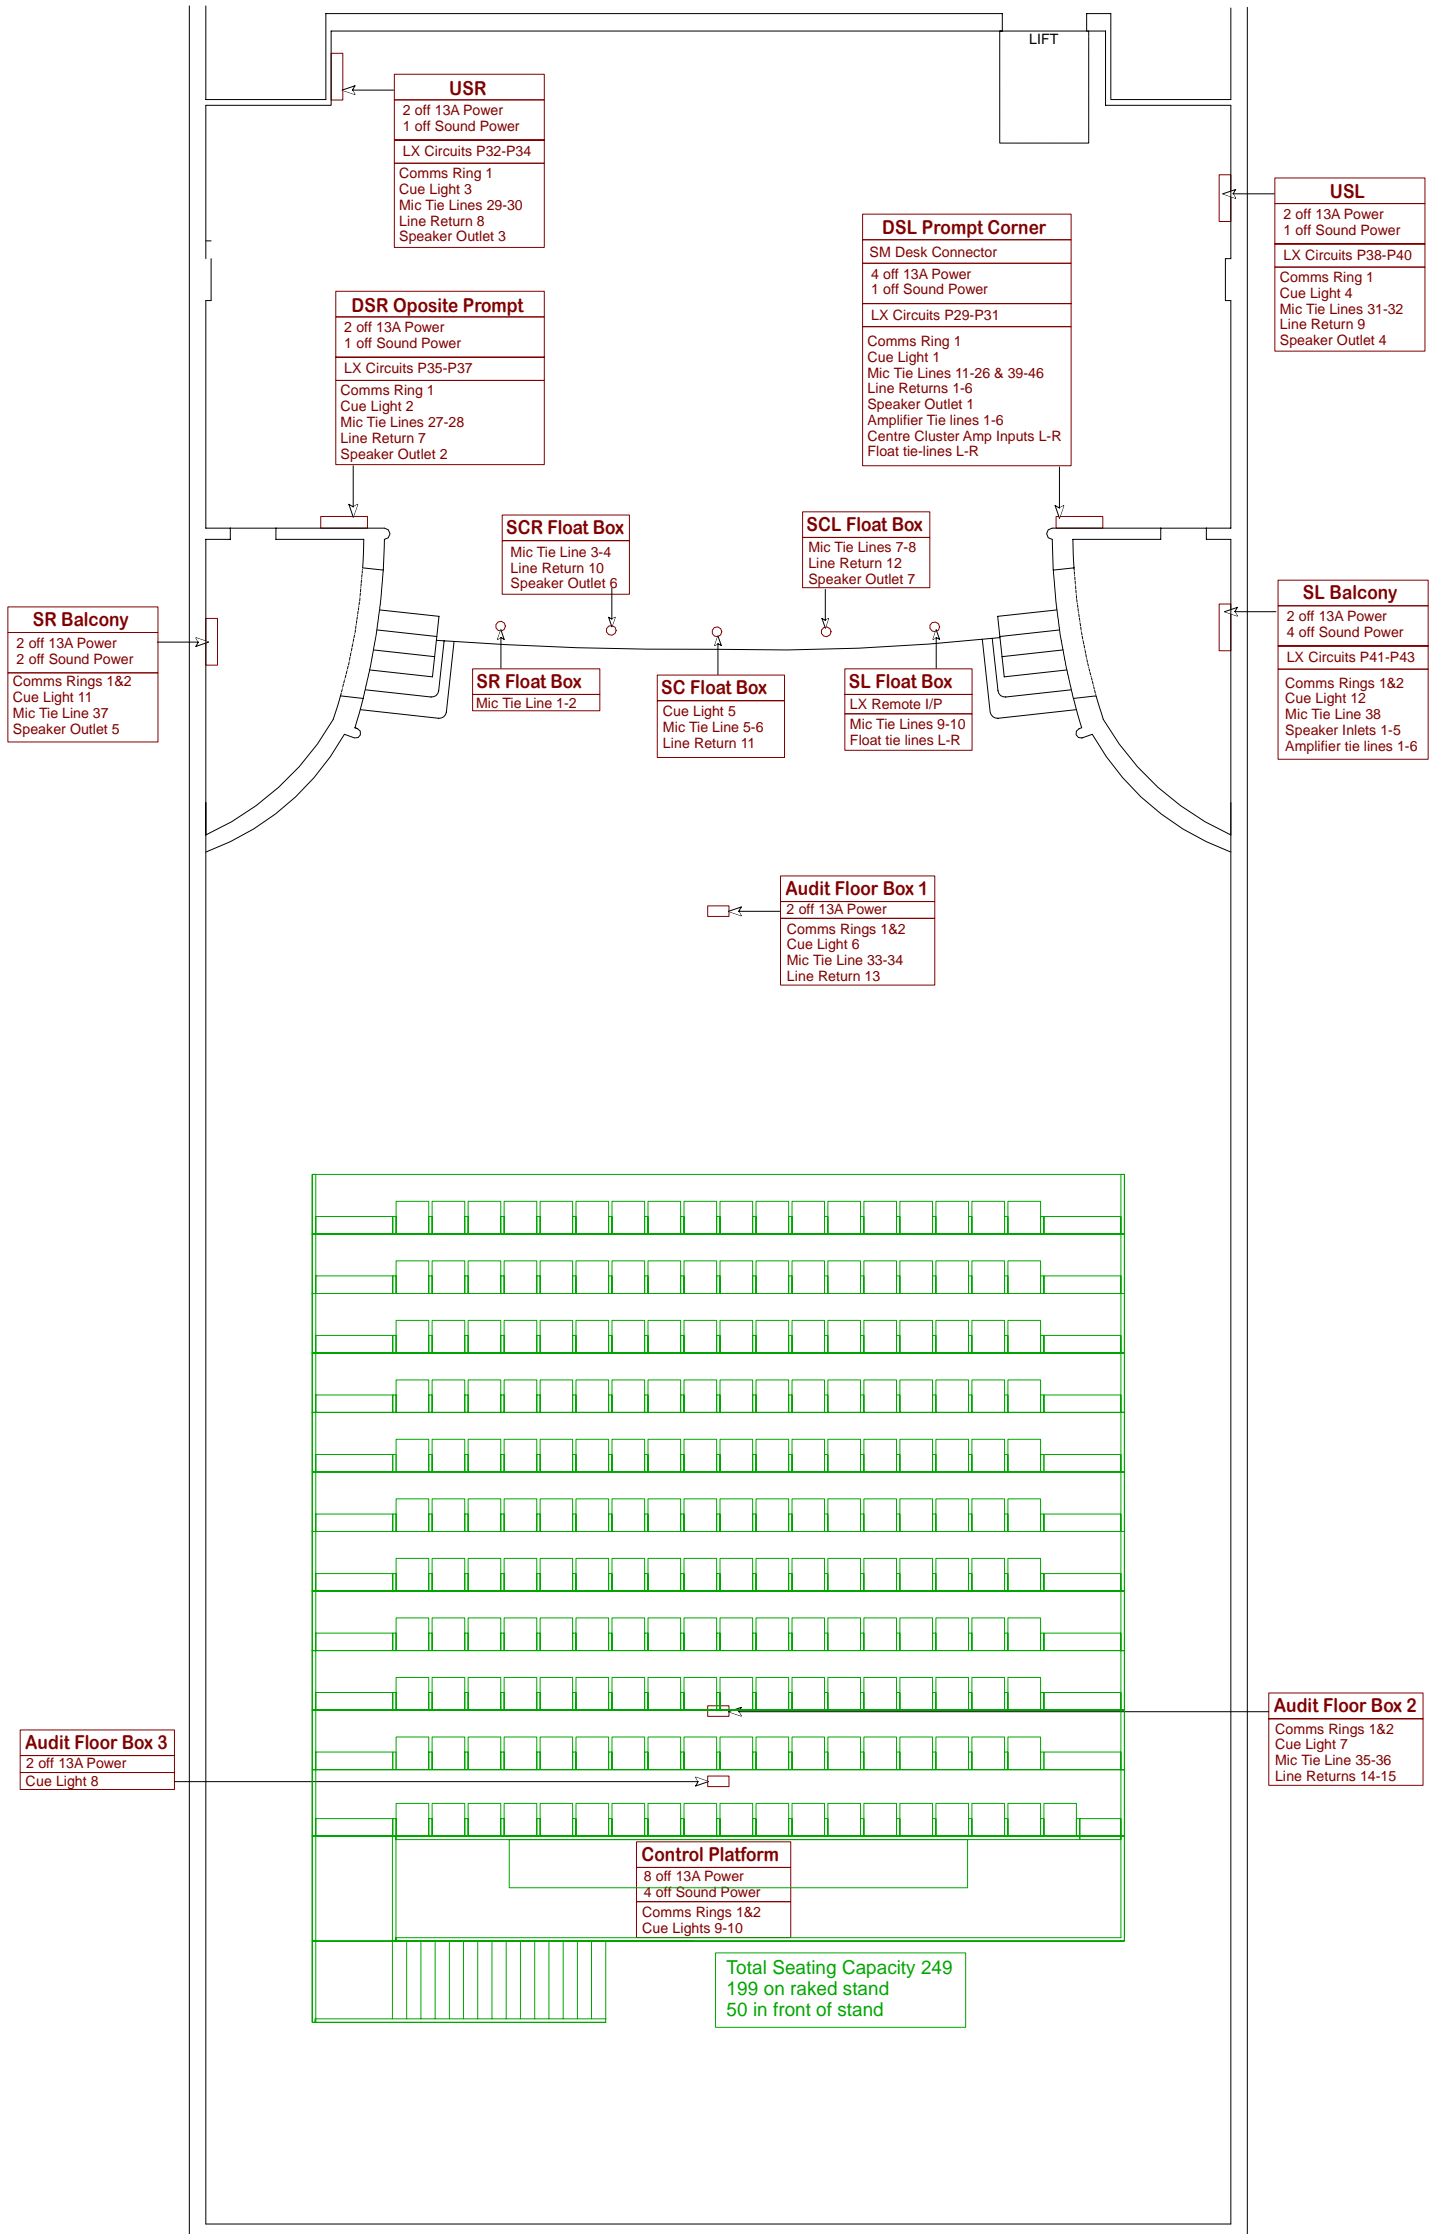 LIFT
USR
2 off 13A Power
1 off Sound Power
LX Circuits P32-P34
Comms Ring 1
Cue Light 3
Mic Tie Lines 29-30
Line Return 8
Speaker Outlet 3
USL
2 off 13A Power
1 off Sound Power
LX Circuits P38-P40
Comms Ring 1
Cue Light 4
Mic Tie Lines 31-32
Line Return 9
Speaker Outlet 4
DSL Prompt Corner
SM Desk Connector
4 off 13A Power
1 off Sound Power
LX Circuits P29-P31
Comms Ring 1
Cue Light 1
Mic Tie Lines 11-26 & 39-46
Line Returns 1-6
Speaker Outlet 1
Amplifier Tie lines 1-6
Centre Cluster Amp Inputs L-R
Float tie-lines L-R
DSR Oposite Prompt
2 off 13A Power
1 off Sound Power
LX Circuits P35-P37
Comms Ring 1
Cue Light 2
Mic Tie Lines 27-28
Line Return 7
Speaker Outlet 2
SCR Float Box
Mic Tie Line 3-4
Line Return 10
Speaker Outlet 6
SCL Float Box
Mic Tie Lines 7-8
Line Return 12
Speaker Outlet 7
SR Balcony
2 off 13A Power
2 off Sound Power
Comms Rings 1&2
Cue Light 11
Mic Tie Line 37
Speaker Outlet 5
SL Balcony
2 off 13A Power
4 off Sound Power
LX Circuits P41-P43
Comms Rings 1&2
Cue Light 12
Mic Tie Line 38
Speaker Inlets 1-5
Amplifier tie lines 1-6
SR Float Box
Mic Tie Line 1-2
SC Float Box
Cue Light 5
Mic Tie Line 5-6
Line Return 11
SL Float Box
LX Remote I/P
Mic Tie Lines 9-10
Float tie lines L-R
Audit Floor Box 1
2 off 13A Power
Comms Rings 1&2
Cue Light 6
Mic Tie Line 33-34
Line Return 13
Audit Floor Box 2
Comms Rings 1&2
Cue Light 7
Mic Tie Line 35-36
Line Returns 14-15
Audit Floor Box 3
2 off 13A Power
Cue Light 8
Control Platform
8 off 13A Power
4 off Sound Power
Comms Rings 1&2
Cue Lights 9-10
Total Seating Capacity 249
199 on raked stand
50 in front of stand